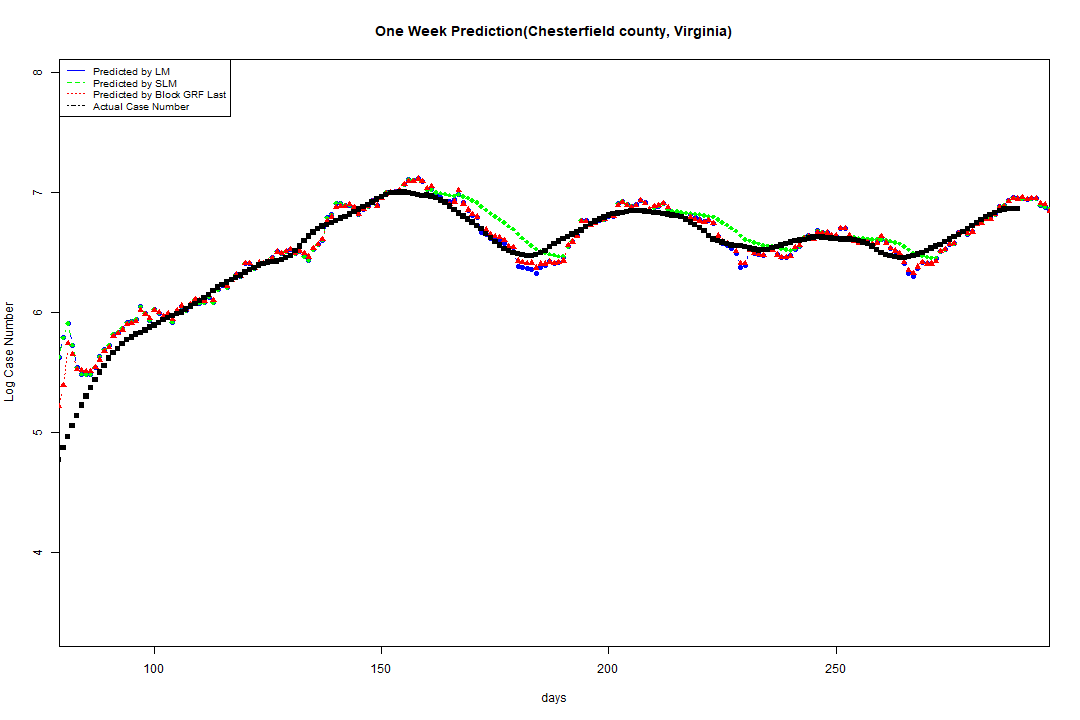 One Week Prediction(Chesterfield county, Virginia)
Predicted by LM
Predicted by SLM
Predicted by Block GRF Last
Actual Case Number
8
7
6
5
4
Log Case Number
100 150 200 250
days